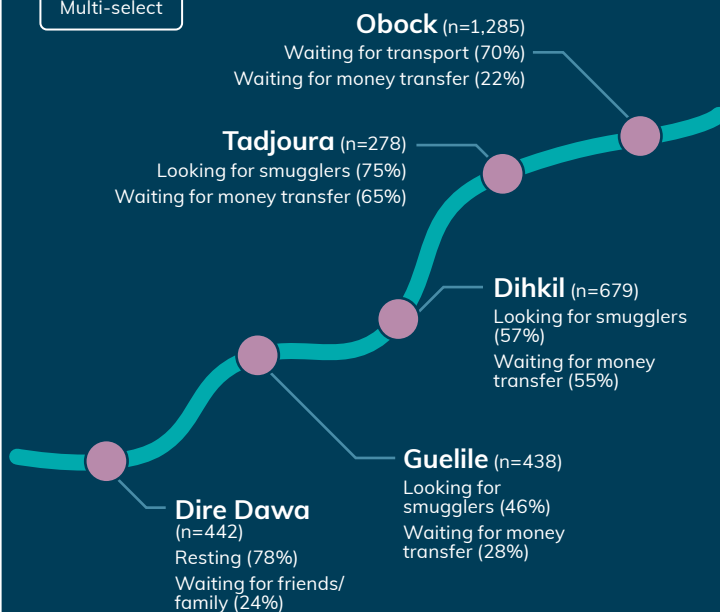 Multi-select
Obock (n=1,285)
Waiting for transport (70%)
Waiting for money transfer (22%)
Tadjoura (n=278)
Looking for smugglers (75%)
Waiting for money transfer (65%)
Dihkil (n=679)
Looking for smugglers
(57%)
Waiting for money
transfer (55%)
Guelile (n=438)
Looking for
smugglers (46%)
Waiting for money
transfer (28%)
Dire Dawa
(n=442)
Resting (78%)
Waiting for friends/
family (24%)